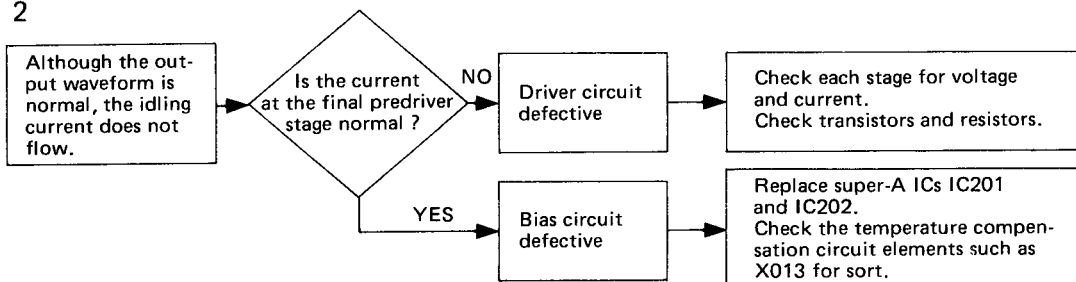 2
Although the out-
put waveform is
normal, the idling
current does not
flow.
Is the current
at the final predriver
stage normal ?
NO
Driver circuit
defective
Check each stage for voltage
and current.
Check transistors and resistors.
YES
Bias circuit
defective
Replace super-A ICs IC201
and IC202.
Check the temperature compen-
sation circuit elements such as
X013 for sort.